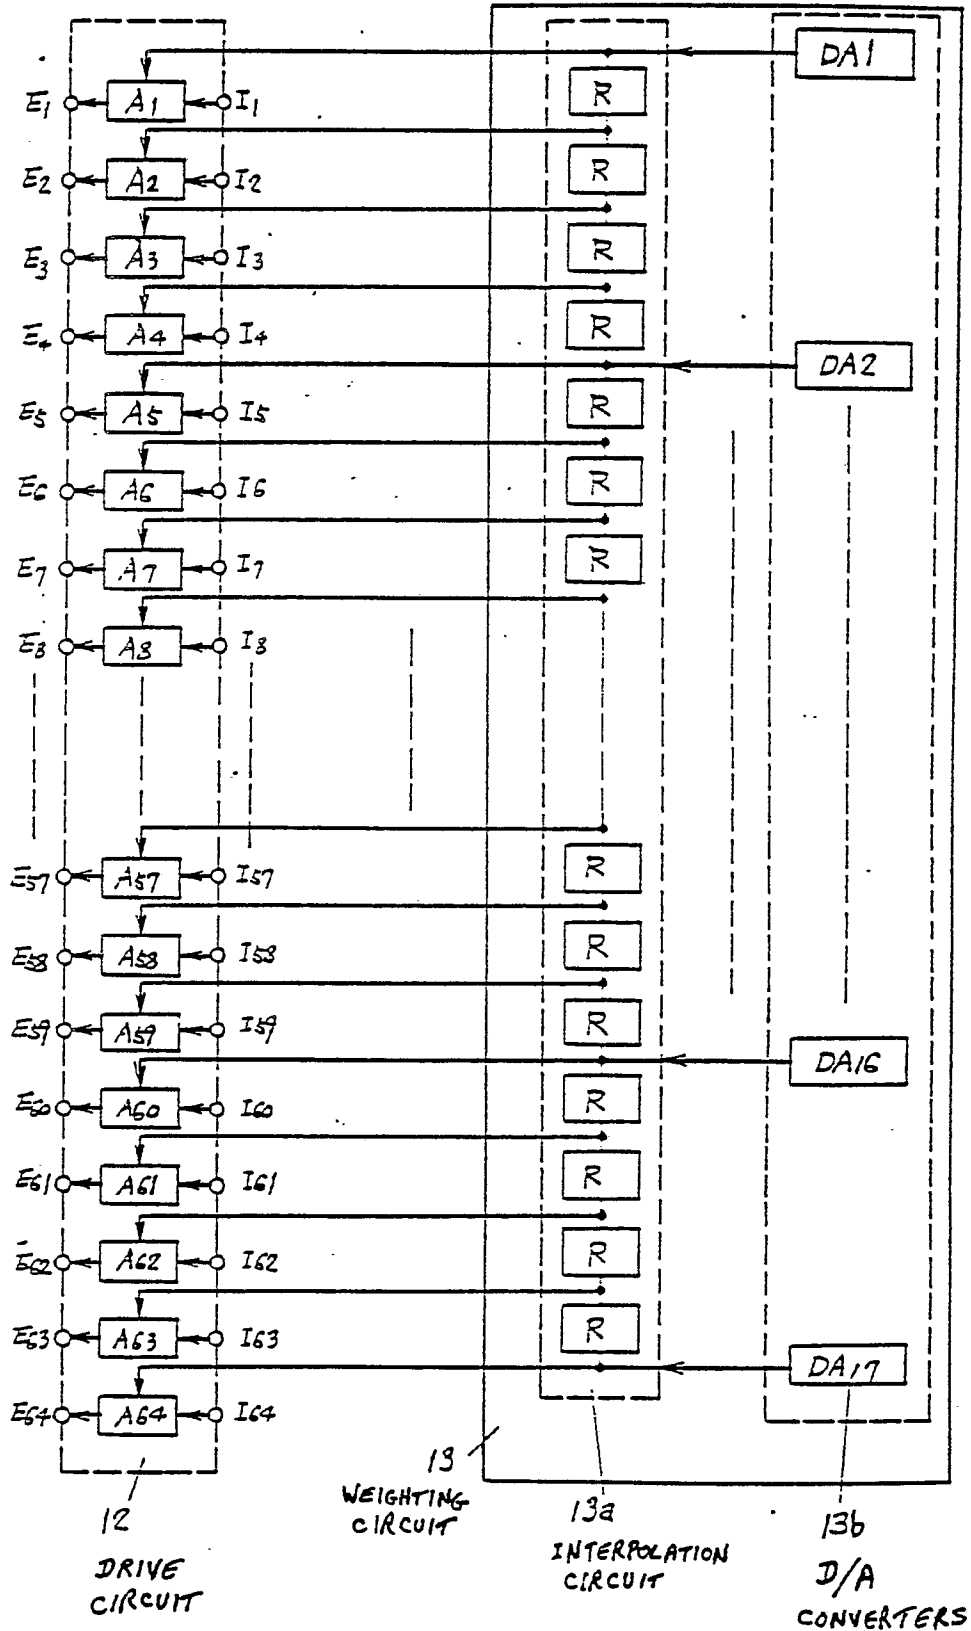 DA1
R
E1 A1 I1
R
E2 A2 I2
R
E3 A3 I3
R
E4 A4 I4
DA2
R
E5 A5 I5
R
E6 A6 I6
R
E7 A7 I7
E8 A8 I8
R
E57 A57 I57
R
E58 A58 I58
R
E59 A59 I59
DA16
R
E60 A60 I60
R
E61 A61 I61
R
E62 A62 I62
R
E63 A63 I63
DA17
E64 A64 I64
12
DRIVE
CIRCUIT
13
WEIGHTING
CIRCUIT
13a
INTERPOLATION
CIRCUIT
13b
D/A
CONVERTERS